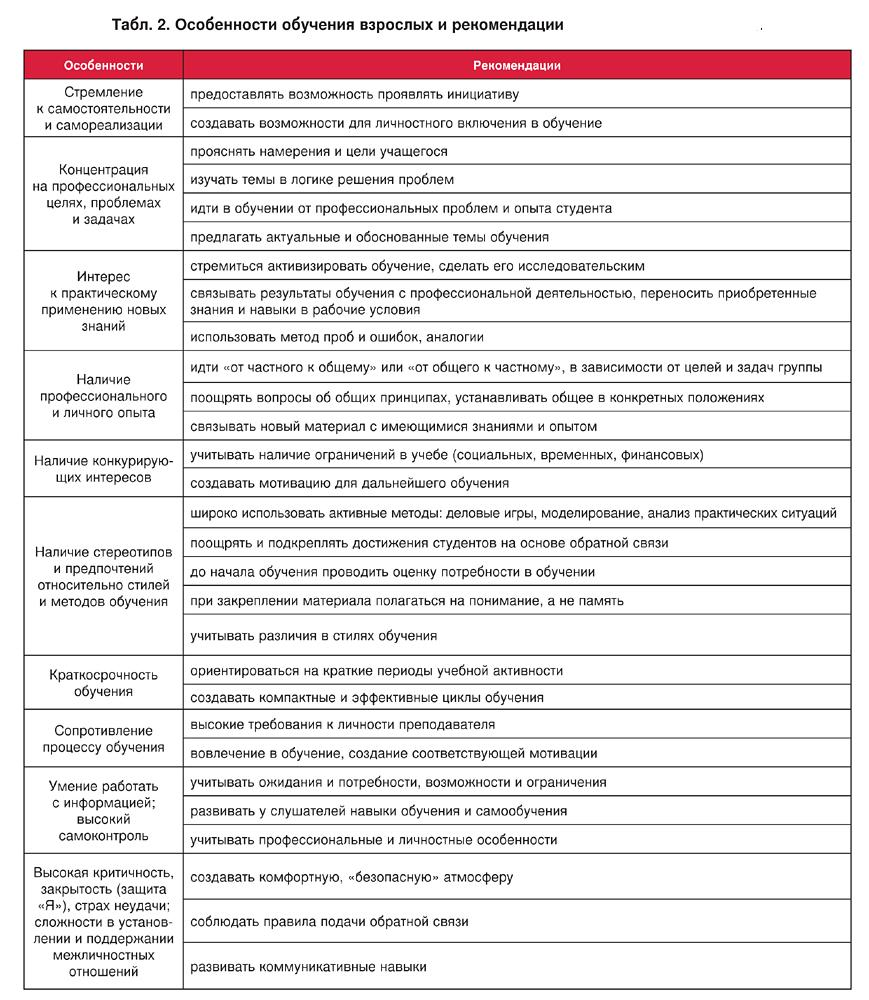 Табл. 2. Особенности обучения взрослых и рекомендации
Особенности
Рекомендации
Стремление
к самостоятельности
и самореализации
предоставлять возможность проявлять инициативу
создавать возможности для личностного включения в обучение
Концентрация
на профессиональных
целях, проблемах
и задачах
прояснять намерения и цели учащегося
изучать темы в логике решения проблем
идти в обучении от профессиональных проблем и опыта студента
предлагать актуальные и обоснованные темы обучения
Интерес
к практическому
применению новых
знаний
стремиться активизировать обучение, сделать его исследовательским
связывать результаты обучения с профессиональной деятельностью, переносить приобретенные
знания и навыки в рабочие условия
использовать метод проб и ошибок, аналогии
Наличие
профессионального
и личного опыта
идти «от частного к общему» или «от общего к частному», в зависимости от целей и задач группы
поощрять вопросы об общих принципах, устанавливать общее в конкретных положениях
связывать новый материал с имеющимися знаниями и опытом
Наличие конкурирую-
щих интересов
учитывать наличие ограничений в учебе (социальных, временных, финансовых)
создавать мотивацию для дальнейшего обучения
Наличие стереотипов
и предпочтений
относительно стилей
и методов обучения
широко использовать активные методы: деловые игры, моделирование, анализ практических ситуаций
поощрять и подкреплять достижения студентов на основе обратной связи
до начала обучения проводить оценку потребности в обучении
при закреплении материала полагаться на понимание, а не память
учитывать различия в стилях обучения
Краткосрочность
обучения
ориентироваться на краткие периоды учебной активности
создавать компактные и эффективные циклы обучения
Сопротивление
процессу обучения
высокие требования к личности преподавателя
вовлечение в обучение, создание соответствующей мотивации
Умение работать
с информацией;
высокий
самоконтроль
учитывать ожидания и потребности, возможности и ограничения
развивать у слушателей навыки обучения и самообучения
учитывать профессиональные и личностные особенности
Высокая критичность,
закрытость (защита
«Я»), страх неудачи;
сложности в установ-
лении и поддержании
межличностных
отношений
создавать комфортную, «безопасную» атмосферу
соблюдать правила подачи обратной связи
развивать коммуникативные навыки